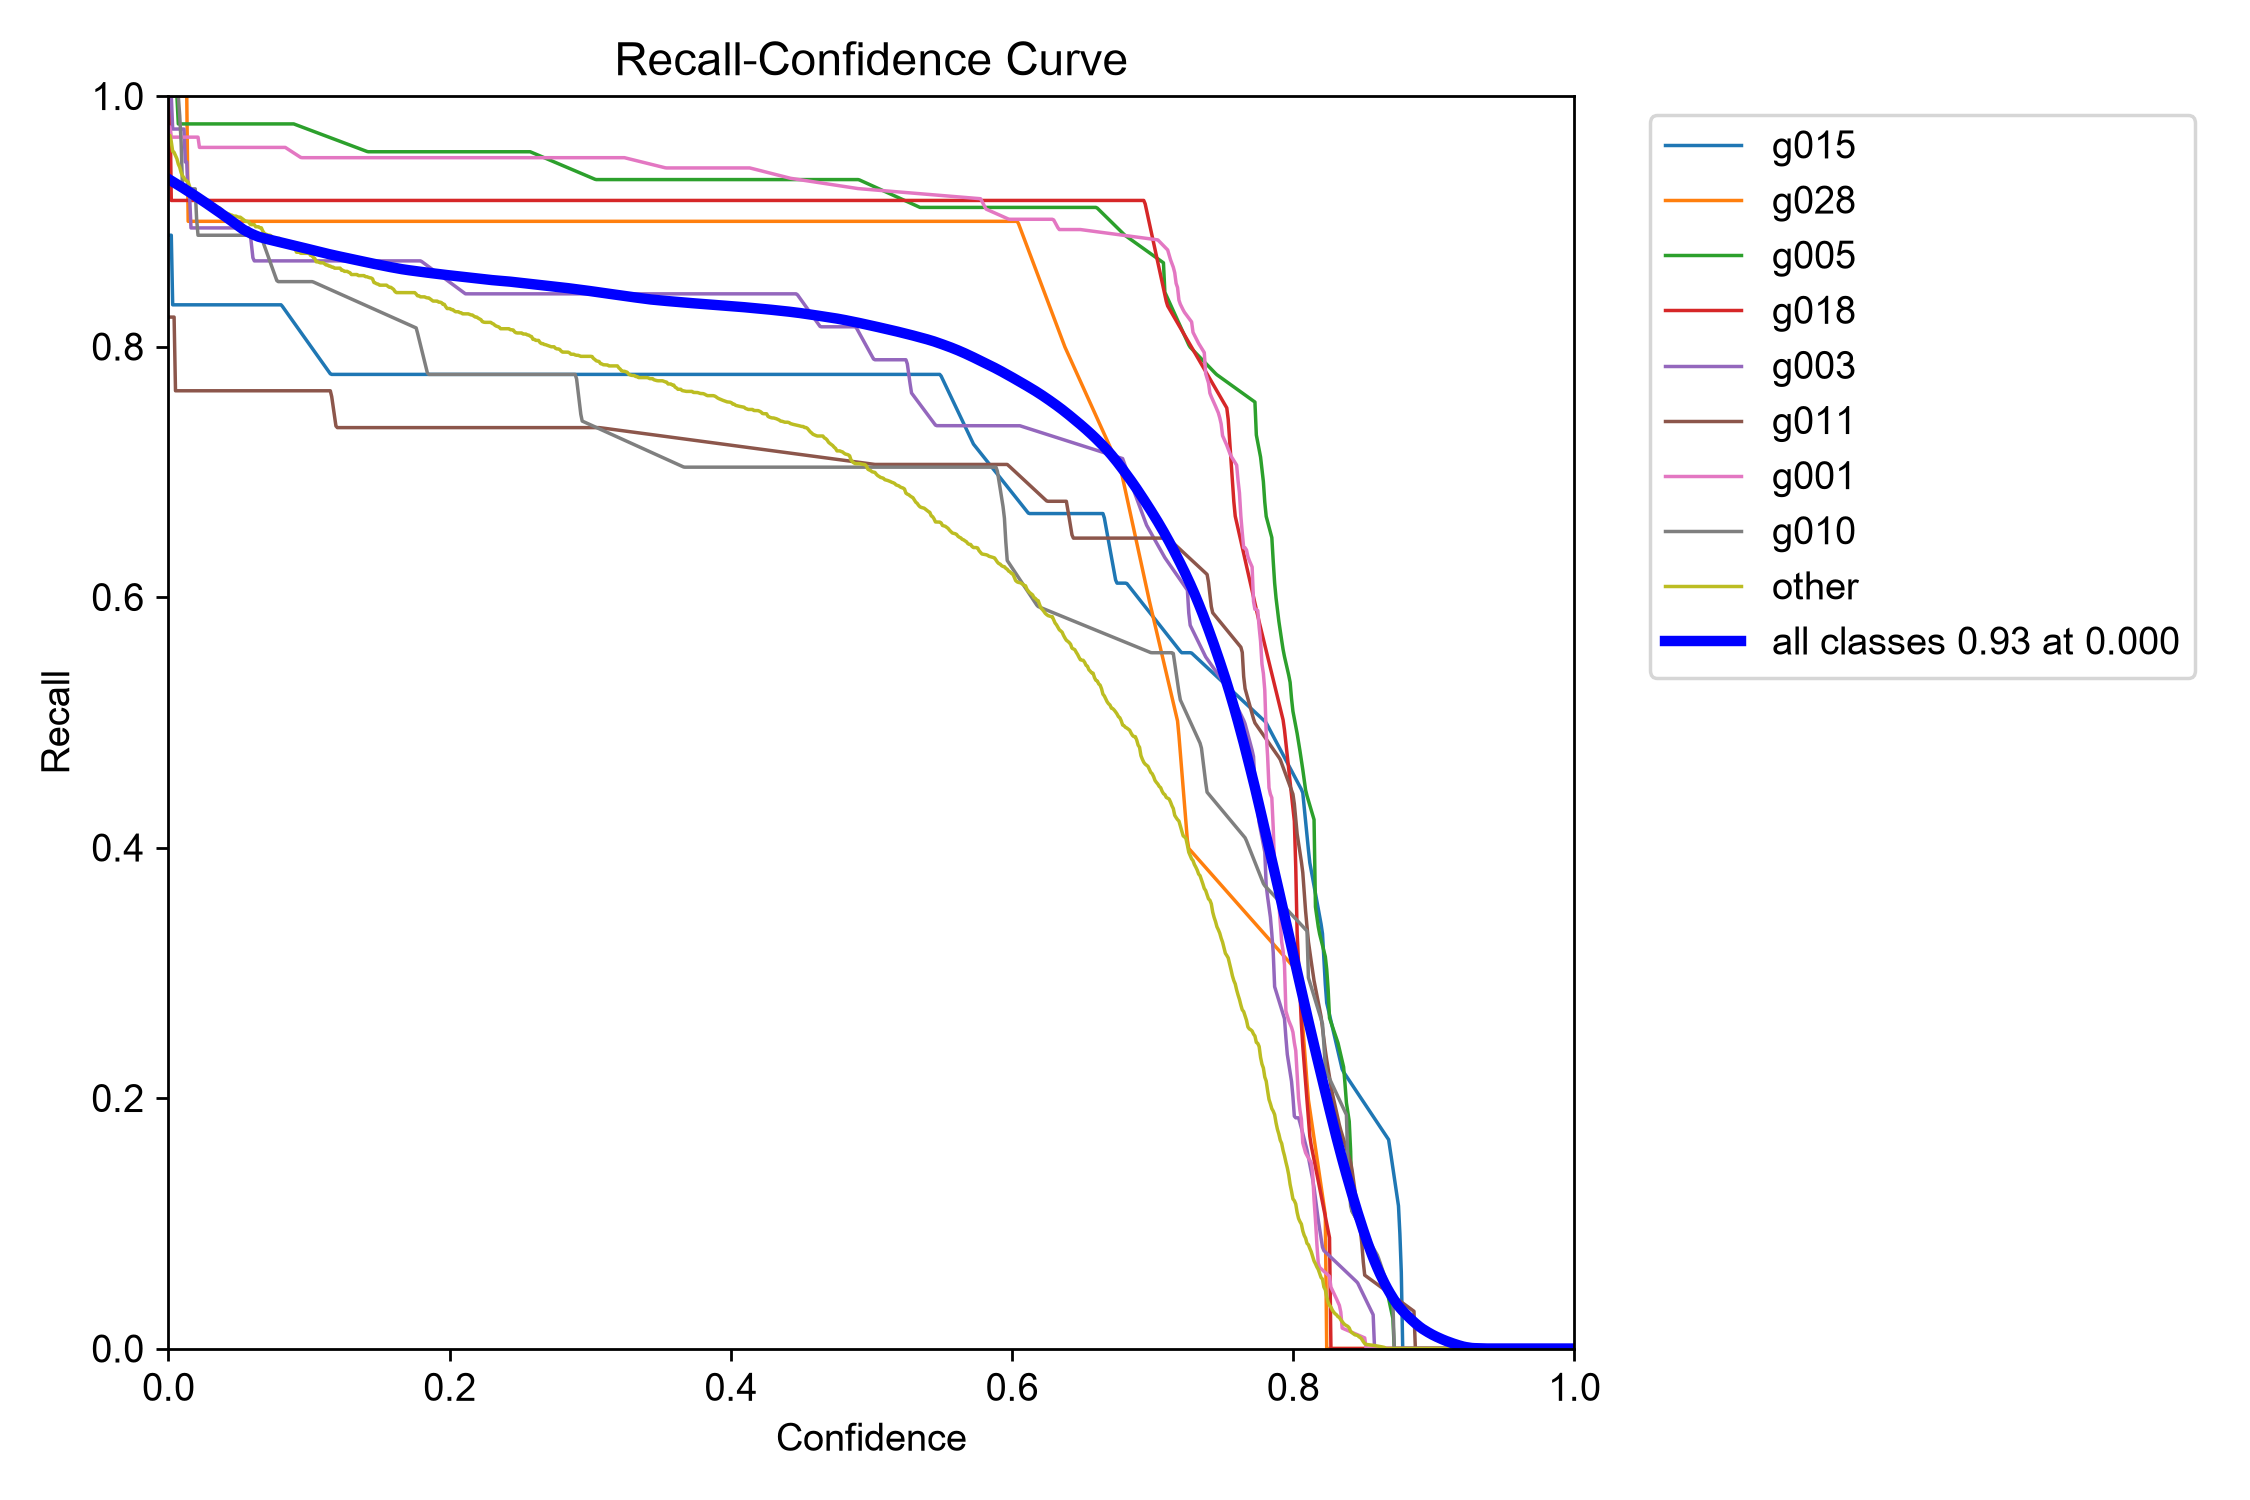 Recall-Confidence Curve
1.0
0.8
0.6
0.4
0.2
0.0
Recall
0.0 0.2 0.4 0.6 0.8 1.0
Confidence
g015
g028
g005
g018
g003
g011
g001
g010
other
all classes 0.93 at 0.000